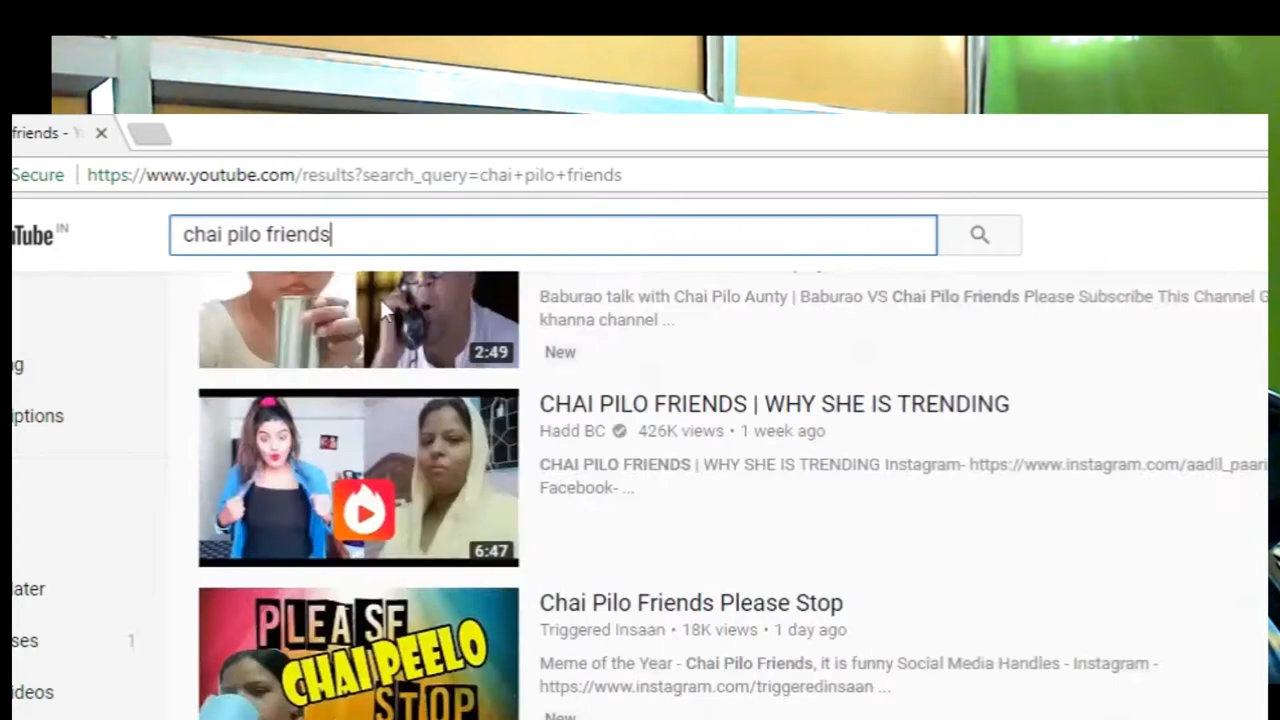 friends - Y
Secure https://www.youtube.com/results?search_query=chai+pilo+friends
Tube IN
chai pilo friends
Baburao talk with Chai Pilo Aunty | Baburao VS Chai Pilo Friends Please Subscribe This Channel G
khanna channel ...
2:49
New
ng
CHAI PILO FRIENDS | WHY SHE IS TRENDING
iptions
Hadd BC 426K views • 1 week ago
CHAI PILO FRIENDS | WHY SHE IS TRENDING Instagram- https://www.instagram.com/aadil_paari
Facebook- ...
6:47
later
Chai Pilo Friends Please Stop
ses 1
Triggered Insaan • 18K views • 1 day ago
PLEASE
CHAI PEELO
STOP
Meme of the Year - Chai Pilo Friends, it is funny Social Media Handles - Instagram -
https://www.instagram.com/triggeredinsaan ...
ideos
New